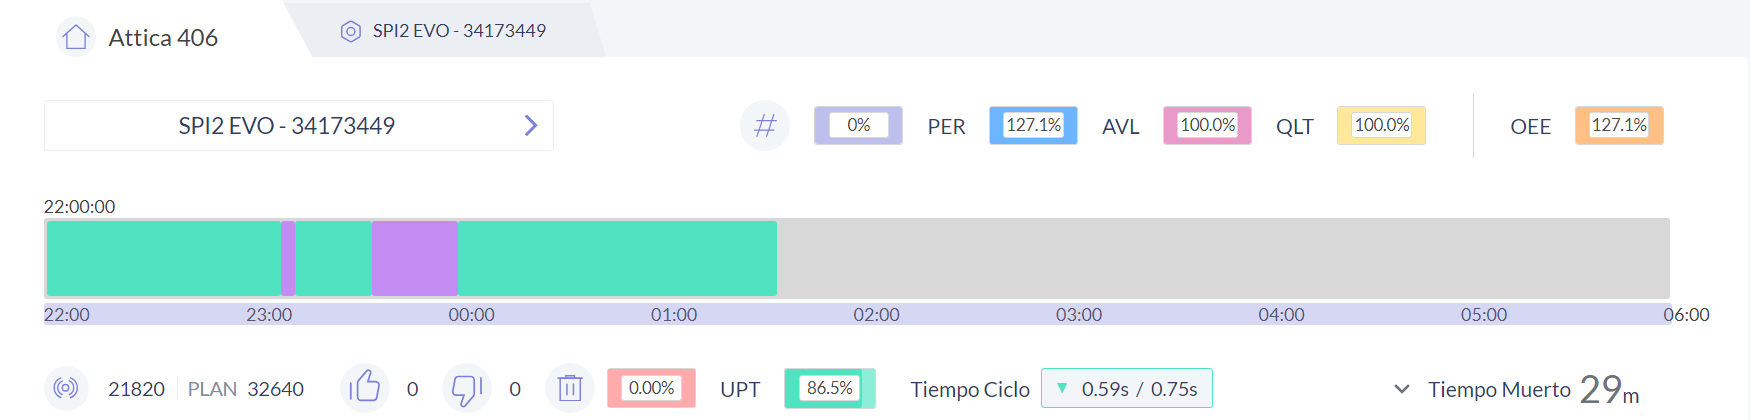 Attica 406
SPI2 EVO - 34173449
SPI2 EVO - 34173449
# 0% PER 127.1% AVL 100.0% QLT 100.0% OEE 127.1%
22:00:00
22:00 23:00 00:00 01:00 02:00 03:00 04:00 05:00 06:00
21820 PLAN 32640 0 0 0.00% UPT 86.5% Tiempo Ciclo ▼ 0.59s / 0.75s Tiempo Muerto 29m